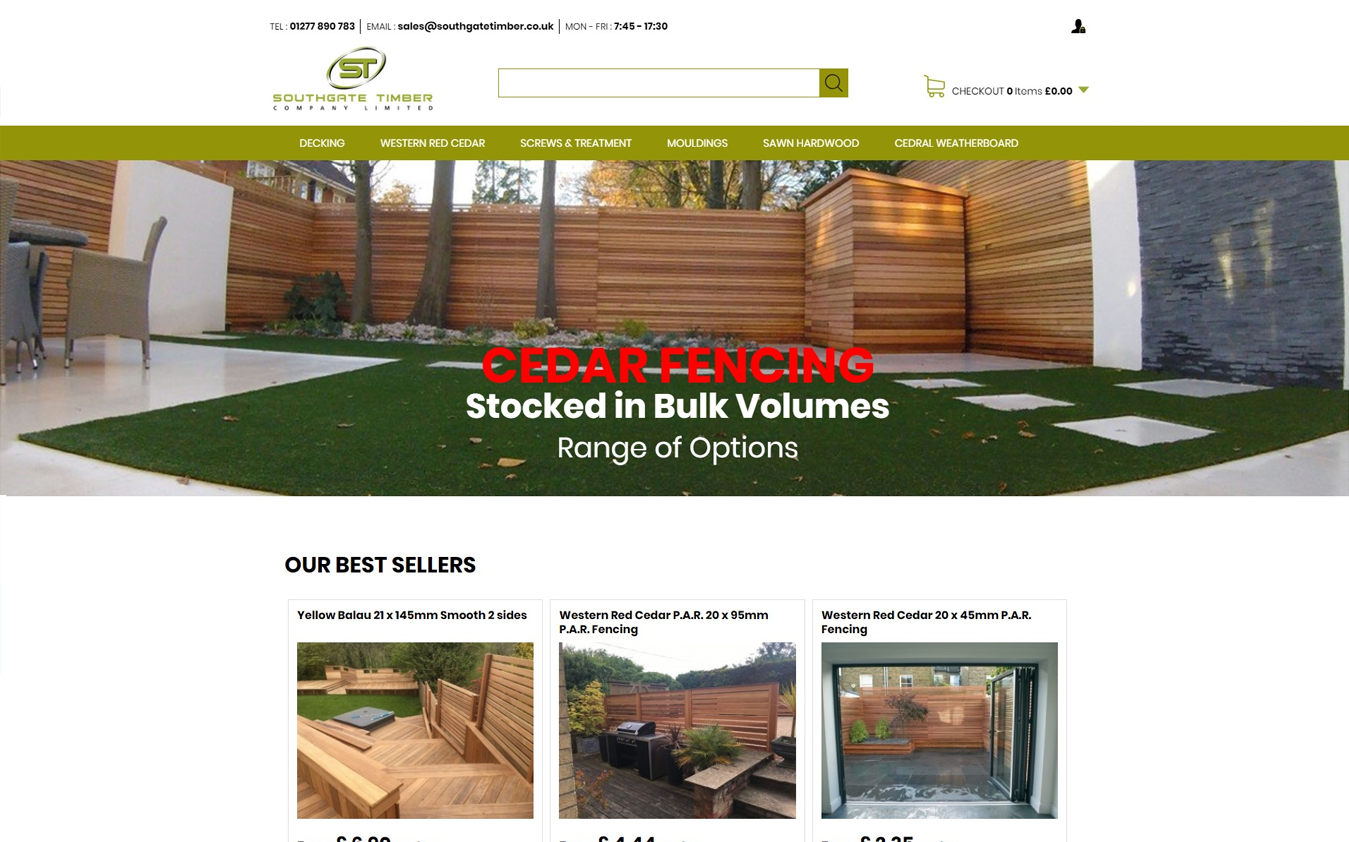 TEL : 01277 890 783 | EMAIL : sales@southgatetimber.co.uk | MON - FRI : 7:45 - 17:30
ST
SOUTHGATE TIMBER
COMPANY LIMITED
CHECKOUT 0 Items £0.00
DECKING WESTERN RED CEDAR SCREWS & TREATMENT MOULDINGS SAWN HARDWOOD CEDRAL WEATHERBOARD
CEDAR FENCING
Stocked in Bulk Volumes
Range of Options
OUR BEST SELLERS
Yellow Balau 21 x 145mm Smooth 2 sides
Western Red Cedar P.A.R. 20 x 95mm
P.A.R. Fencing
Western Red Cedar 20 x 45mm P.A.R.
Fencing